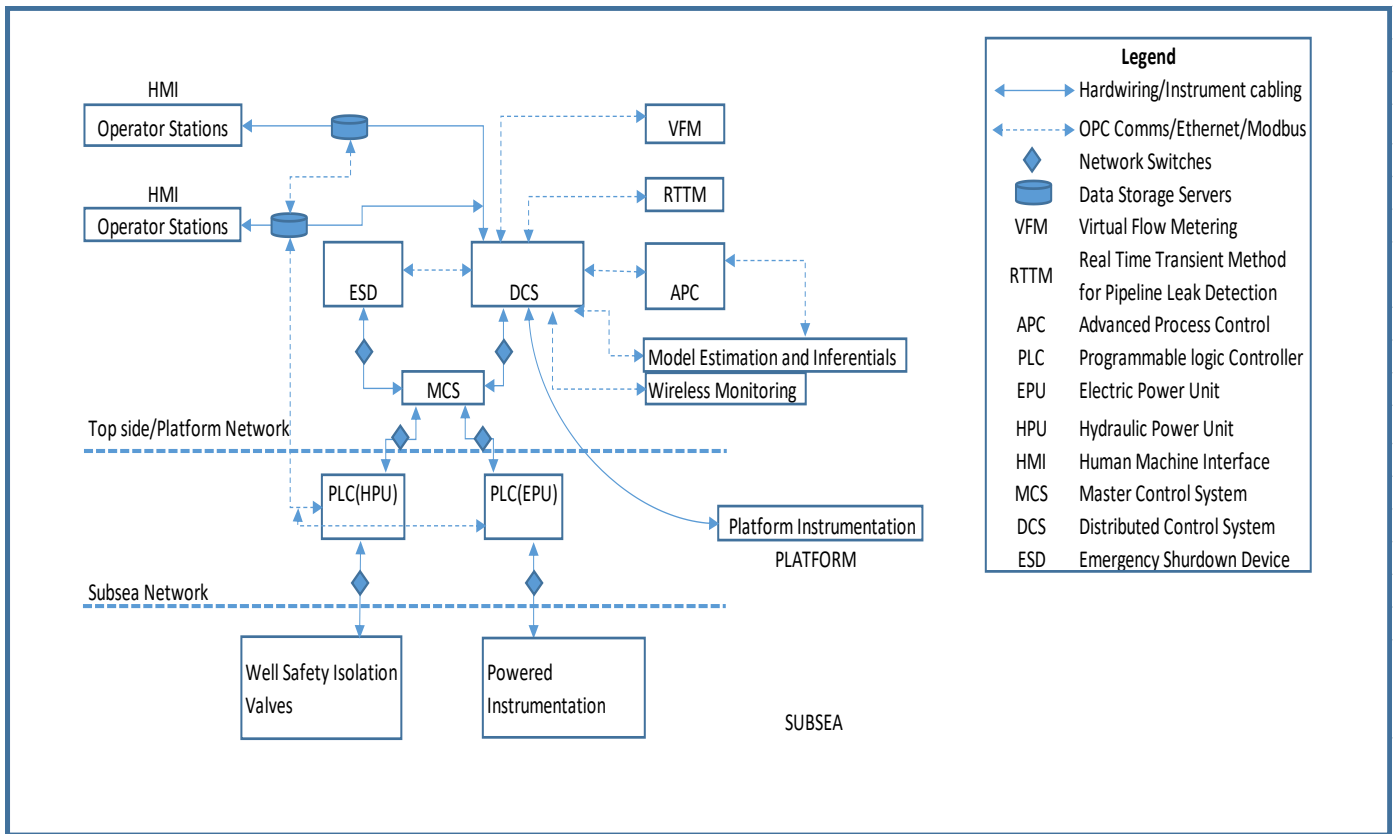 HMI
Operator Stations
HMI
Operator Stations
VFM
RTTM
ESD
DCS
APC
Model Estimation and Inferentials
MCS
Wireless Monitoring
Top side/Platform Network
PLC(HPU)
PLC(EPU)
Platform Instrumentation
PLATFORM
Subsea Network
Well Safety Isolation
Valves
Powered
Instrumentation
SUBSEA
Legend
Hardwiring/Instrument cabling
OPC Comms/Ethernet/Modbus
Network Switches
Data Storage Servers
VFM Virtual Flow Metering
RTTM Real Time Transient Method
for Pipeline Leak Detection
APC Advanced Process Control
PLC Programmable logic Controller
EPU Electric Power Unit
HPU Hydraulic Power Unit
HMI Human Machine Interface
MCS Master Control System
DCS Distributed Control System
ESD Emergency Shutdown Device